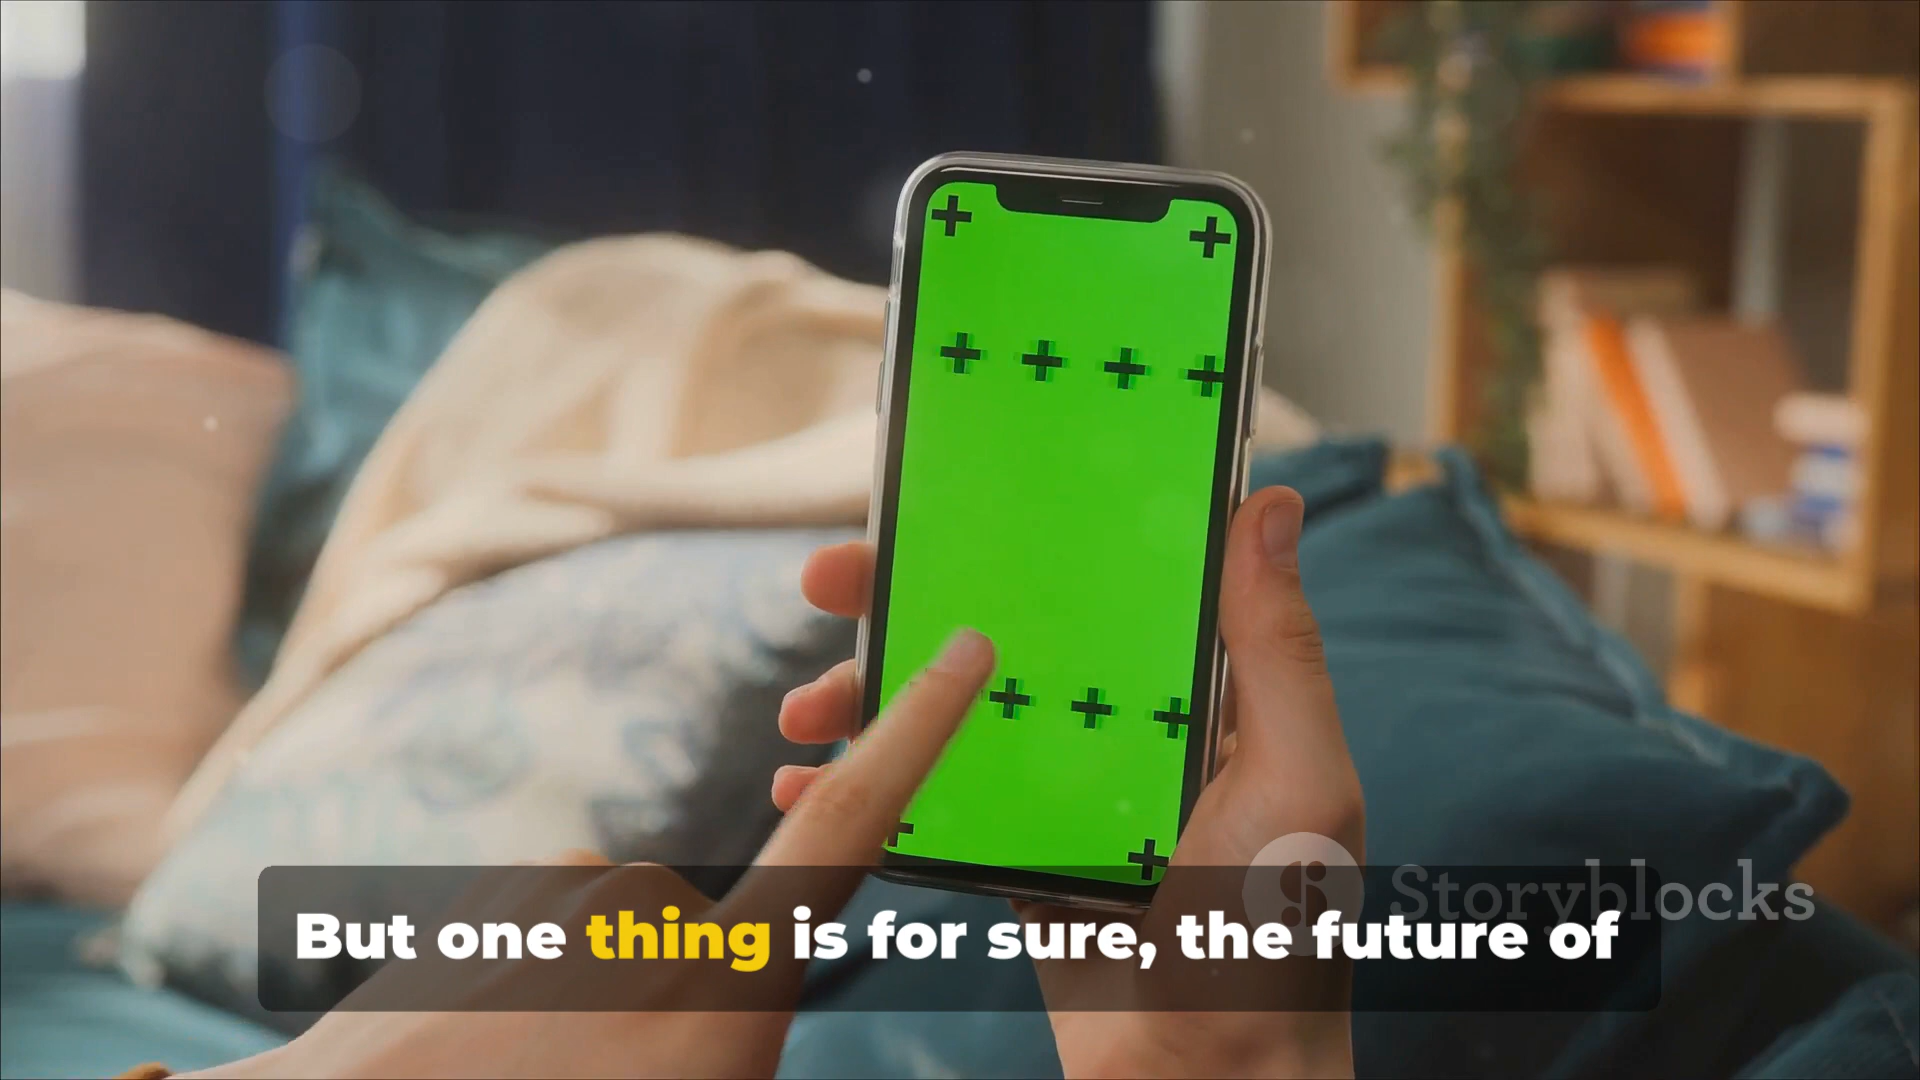 Storyblocks
But one thing is for sure, the future of